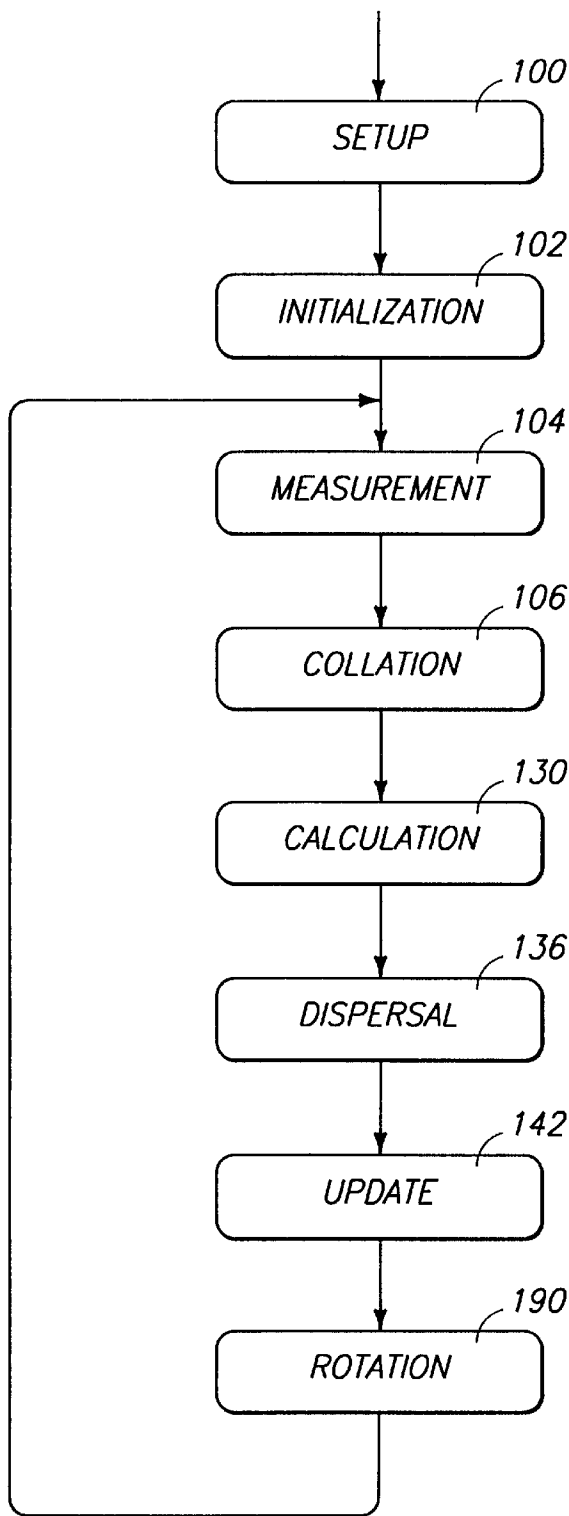 100
SETUP
102
INITIALIZATION
104
MEASUREMENT
106
COLLATION
130
CALCULATION
136
DISPERSAL
142
UPDATE
190
ROTATION